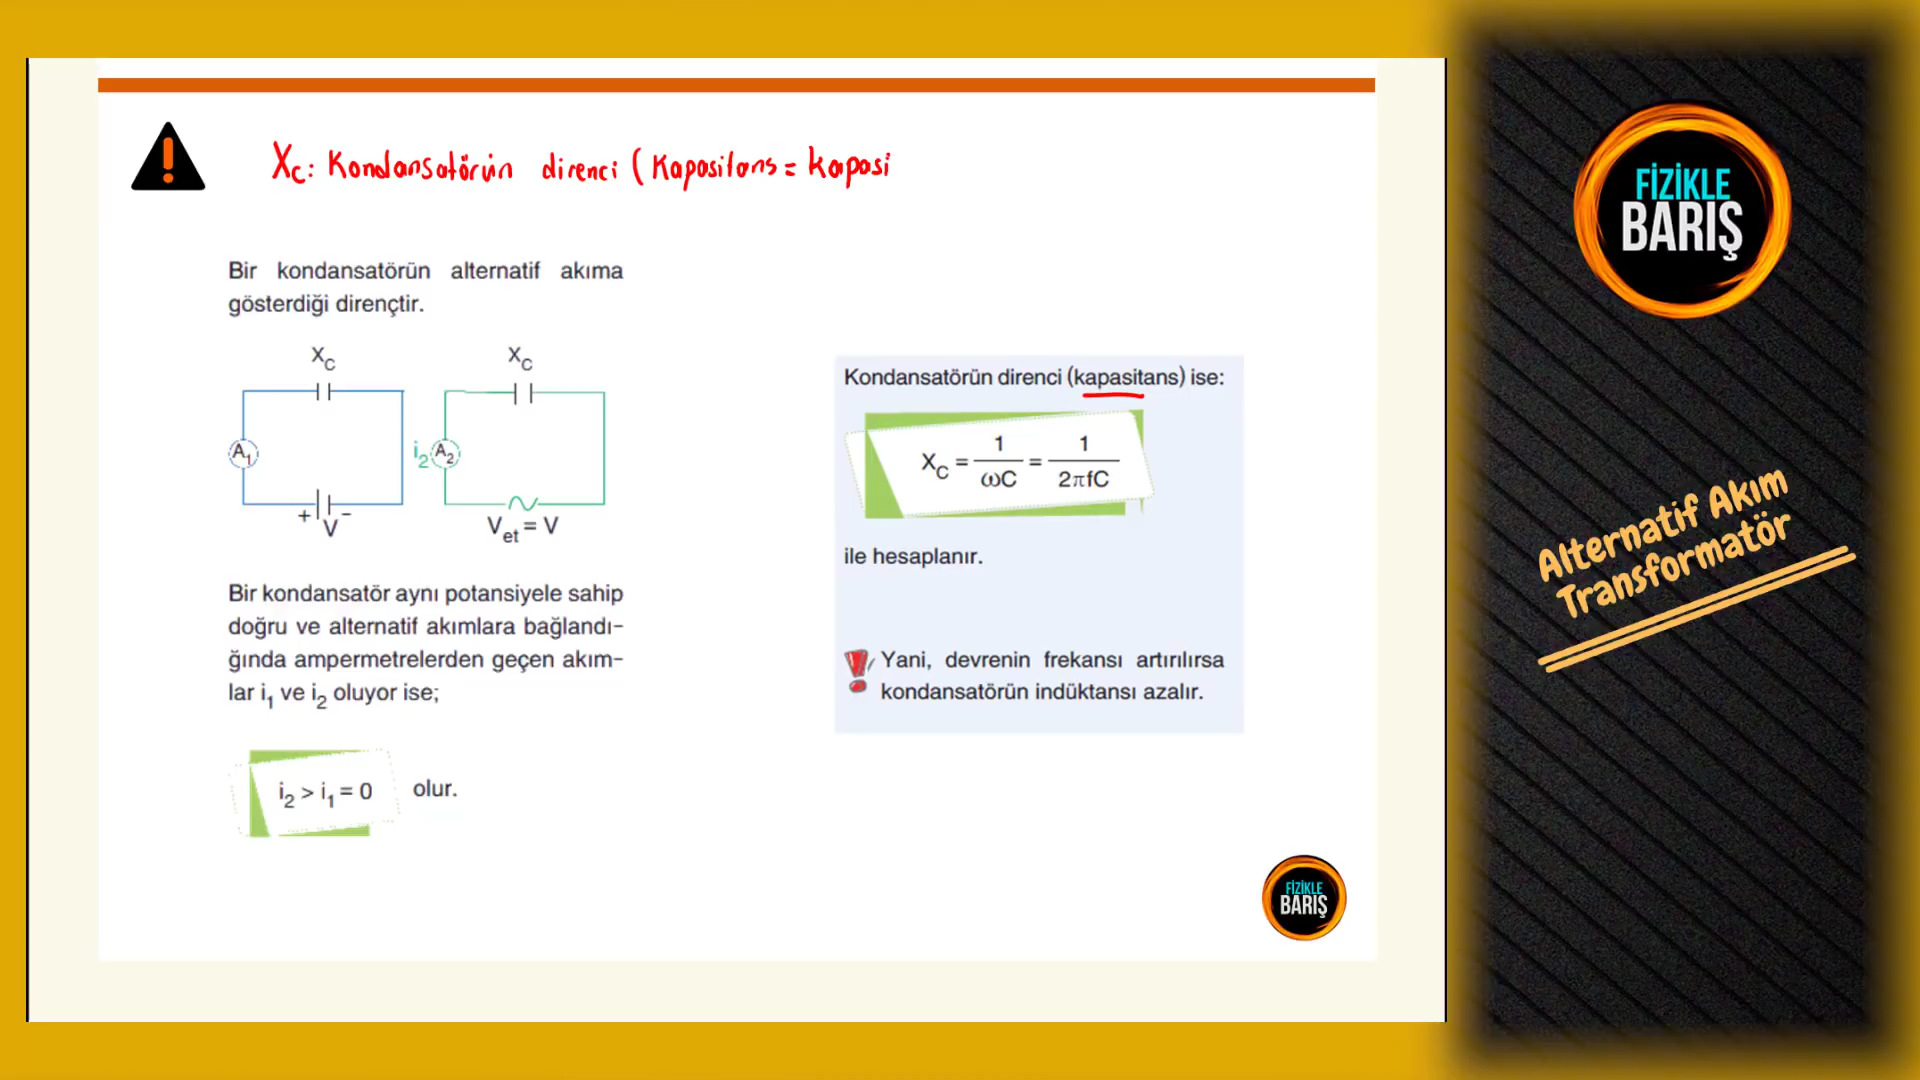 Xc: Kondansatörün direnci (Kapasitans = kapasi
Bir kondansatörün alternatif akıma
gösterdiği dirençtir.
XC
XC
A1
i2
A2
+
V
-
Vet = V
Bir kondansatör aynı potansiyele sahip
doğru ve alternatif akımlara bağlandı-
ğında ampermetrelerden geçen akım-
lar i1 ve i2 oluyor ise;
i2 > i1 = 0 olur.
Kondansatörün direnci (kapasitans) ise:
XC = 1/ωC = 1/2πfC
ile hesaplanır.
Yani, devrenin frekansı artırılırsa
kondansatörün indüktansı azalır.
FİZİKLE
BARIŞ
FİZİKLE
BARIŞ
Alternatif Akım
Transformatör